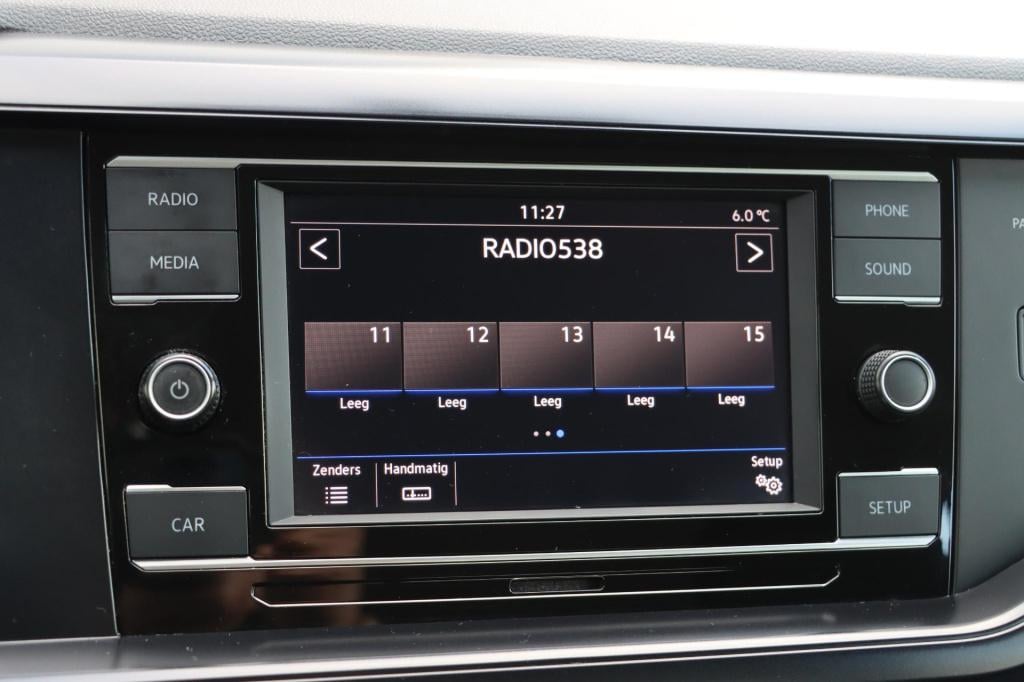 RADIO
MEDIA
CAR
11:27
6.0 °C
RADIO538
11 12 13 14 15
Leeg Leeg Leeg Leeg Leeg
Zenders Handmatig Setup
PHONE
SOUND
SETUP